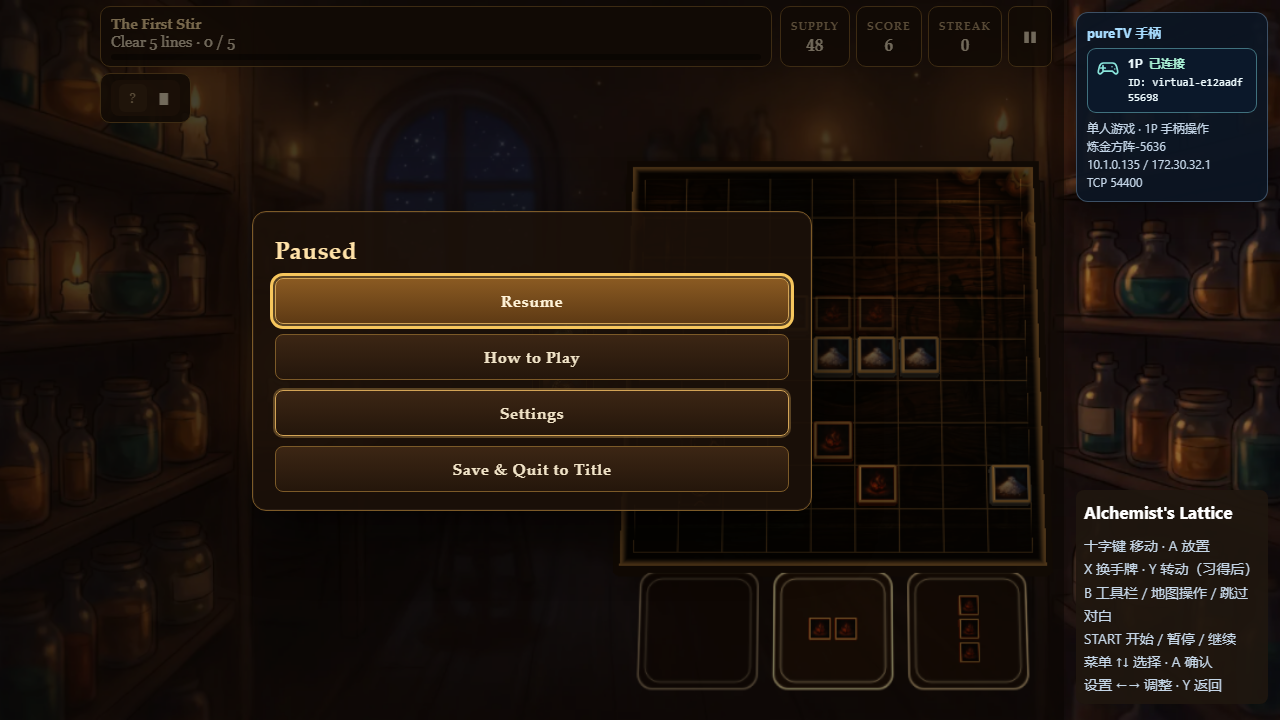 The First Stir
Clear 5 lines · 0 / 5
SUPPLY
48
SCORE
6
STREAK
0
?
Paused
Resume
How to Play
Settings
Save & Quit to Title
pureTV 手柄
1P 已连接
ID: virtual-e12aadf
55698
单人游戏 · 1P 手柄操作
炼金方阵-5636
10.1.0.135 / 172.30.32.1
TCP 54400
Alchemist's Lattice
十字键 移动 · A 放置
X 换手牌 · Y 转动（习得后）
B 工具栏 / 地图操作 / 跳过
对白
START 开始 / 暂停 / 继续
菜单 ↑↓ 选择 · A 确认
设置 ←→ 调整 · Y 返回